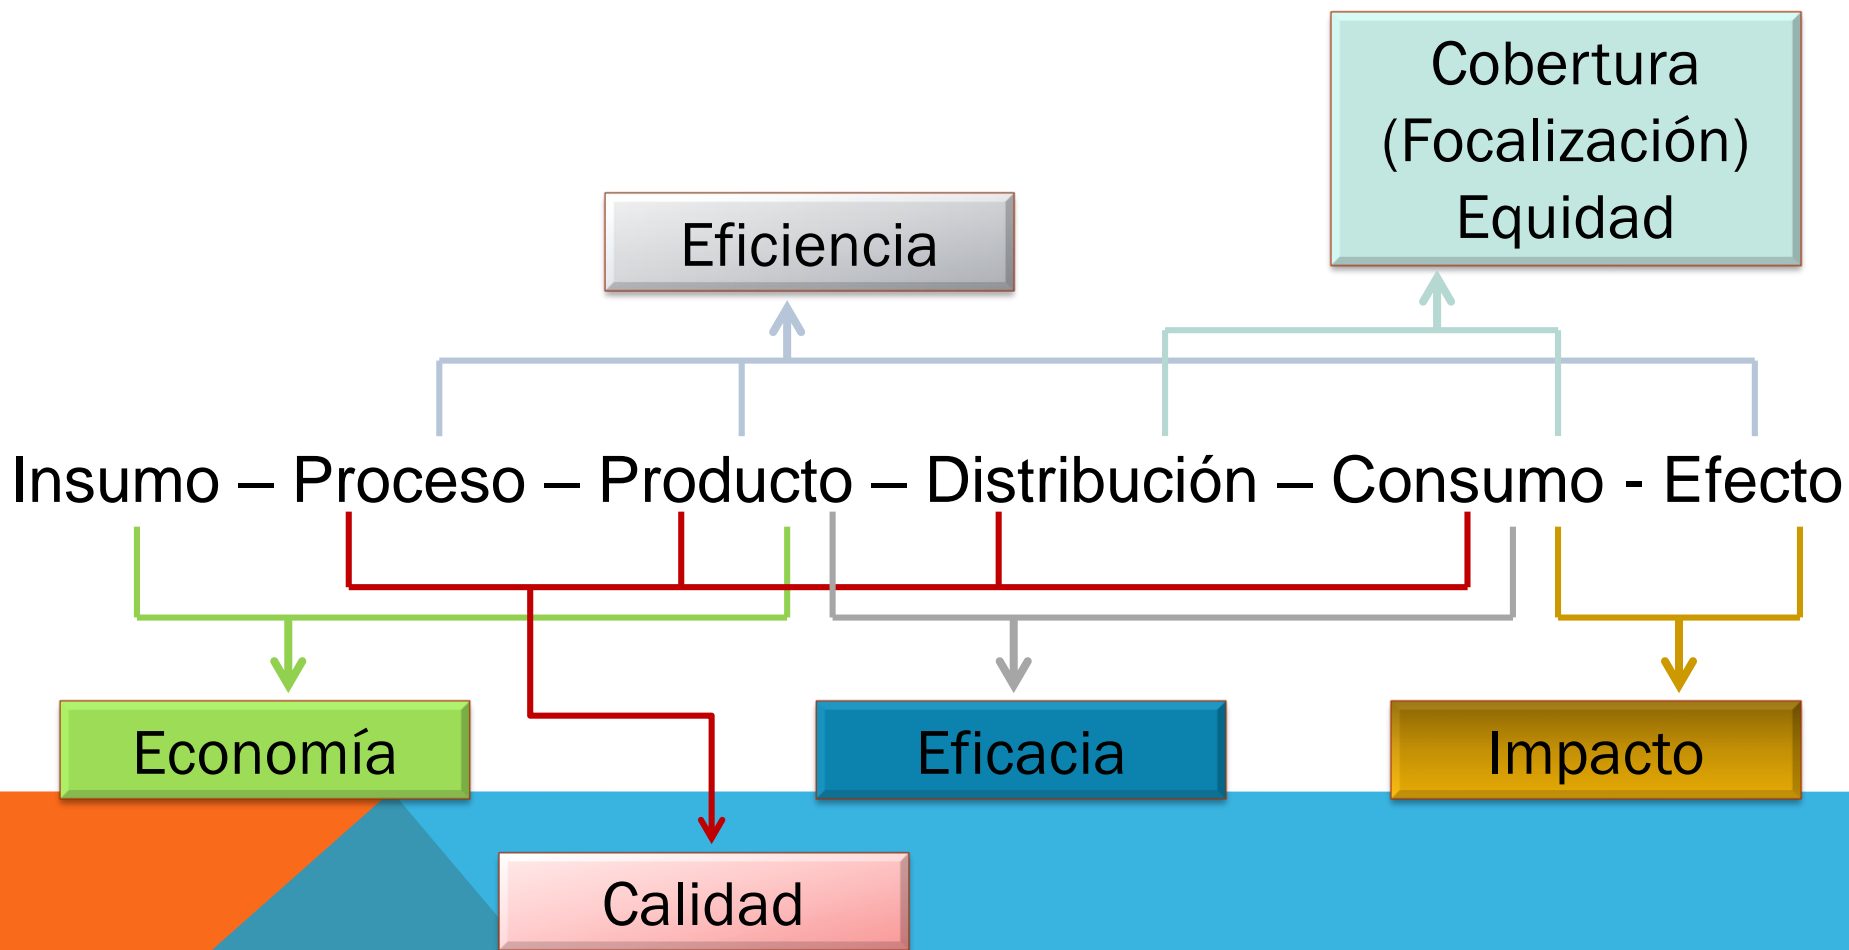 Cobertura
(Focalización)
Equidad
Eficiencia
Insumo – Proceso – Producto – Distribución – Consumo - Efecto
Economía
Eficacia
Impacto
Calidad